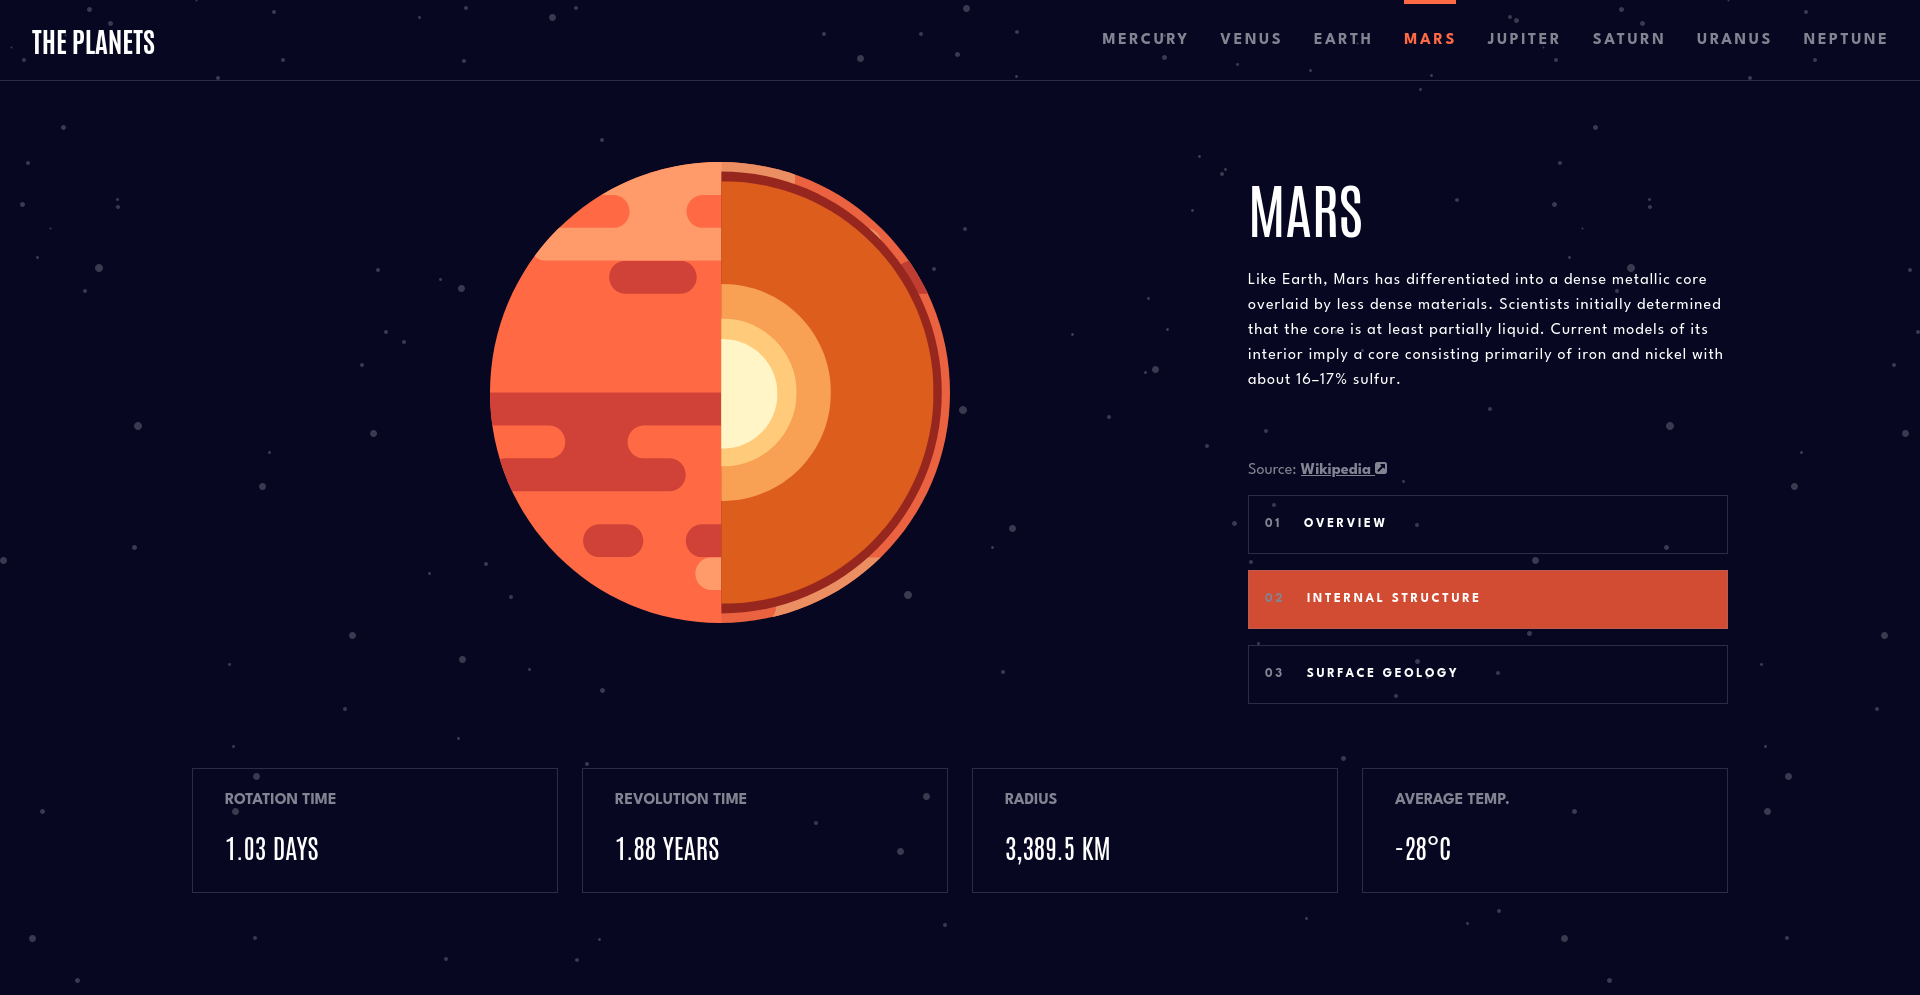 THE PLANETS
MERCURY VENUS EARTH MARS JUPITER SATURN URANUS NEPTUNE
MARS
Like Earth, Mars has differentiated into a dense metallic core
overlaid by less dense materials. Scientists initially determined
that the core is at least partially liquid. Current models of its
interior imply a core consisting primarily of iron and nickel with
about 16–17% sulfur.
Source: Wikipedia
01 OVERVIEW
02 INTERNAL STRUCTURE
03 SURFACE GEOLOGY
ROTATION TIME
1.03 DAYS
REVOLUTION TIME
1.88 YEARS
RADIUS
3,389.5 KM
AVERAGE TEMP.
-28°C